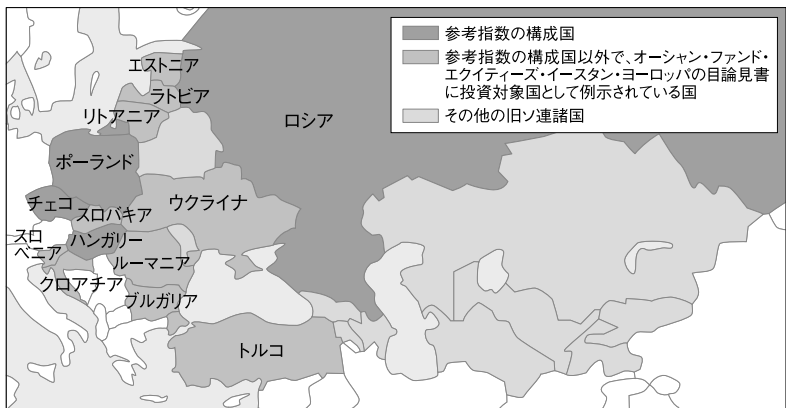 参考指数の構成国
参考指数の構成国以外で、オーシャン・ファンド・
エクイティーズ・イースタン・ヨーロッパの目論見書
に投資対象国として例示されている国
その他の旧ソ連諸国
エストニア
ラトビア
リトアニア
ロシア
ポーランド
チェコ
スロバキア
ウクライナ
スロ
ベニア
ハンガリー
ルーマニア
クロアチア
ブルガリア
トルコ